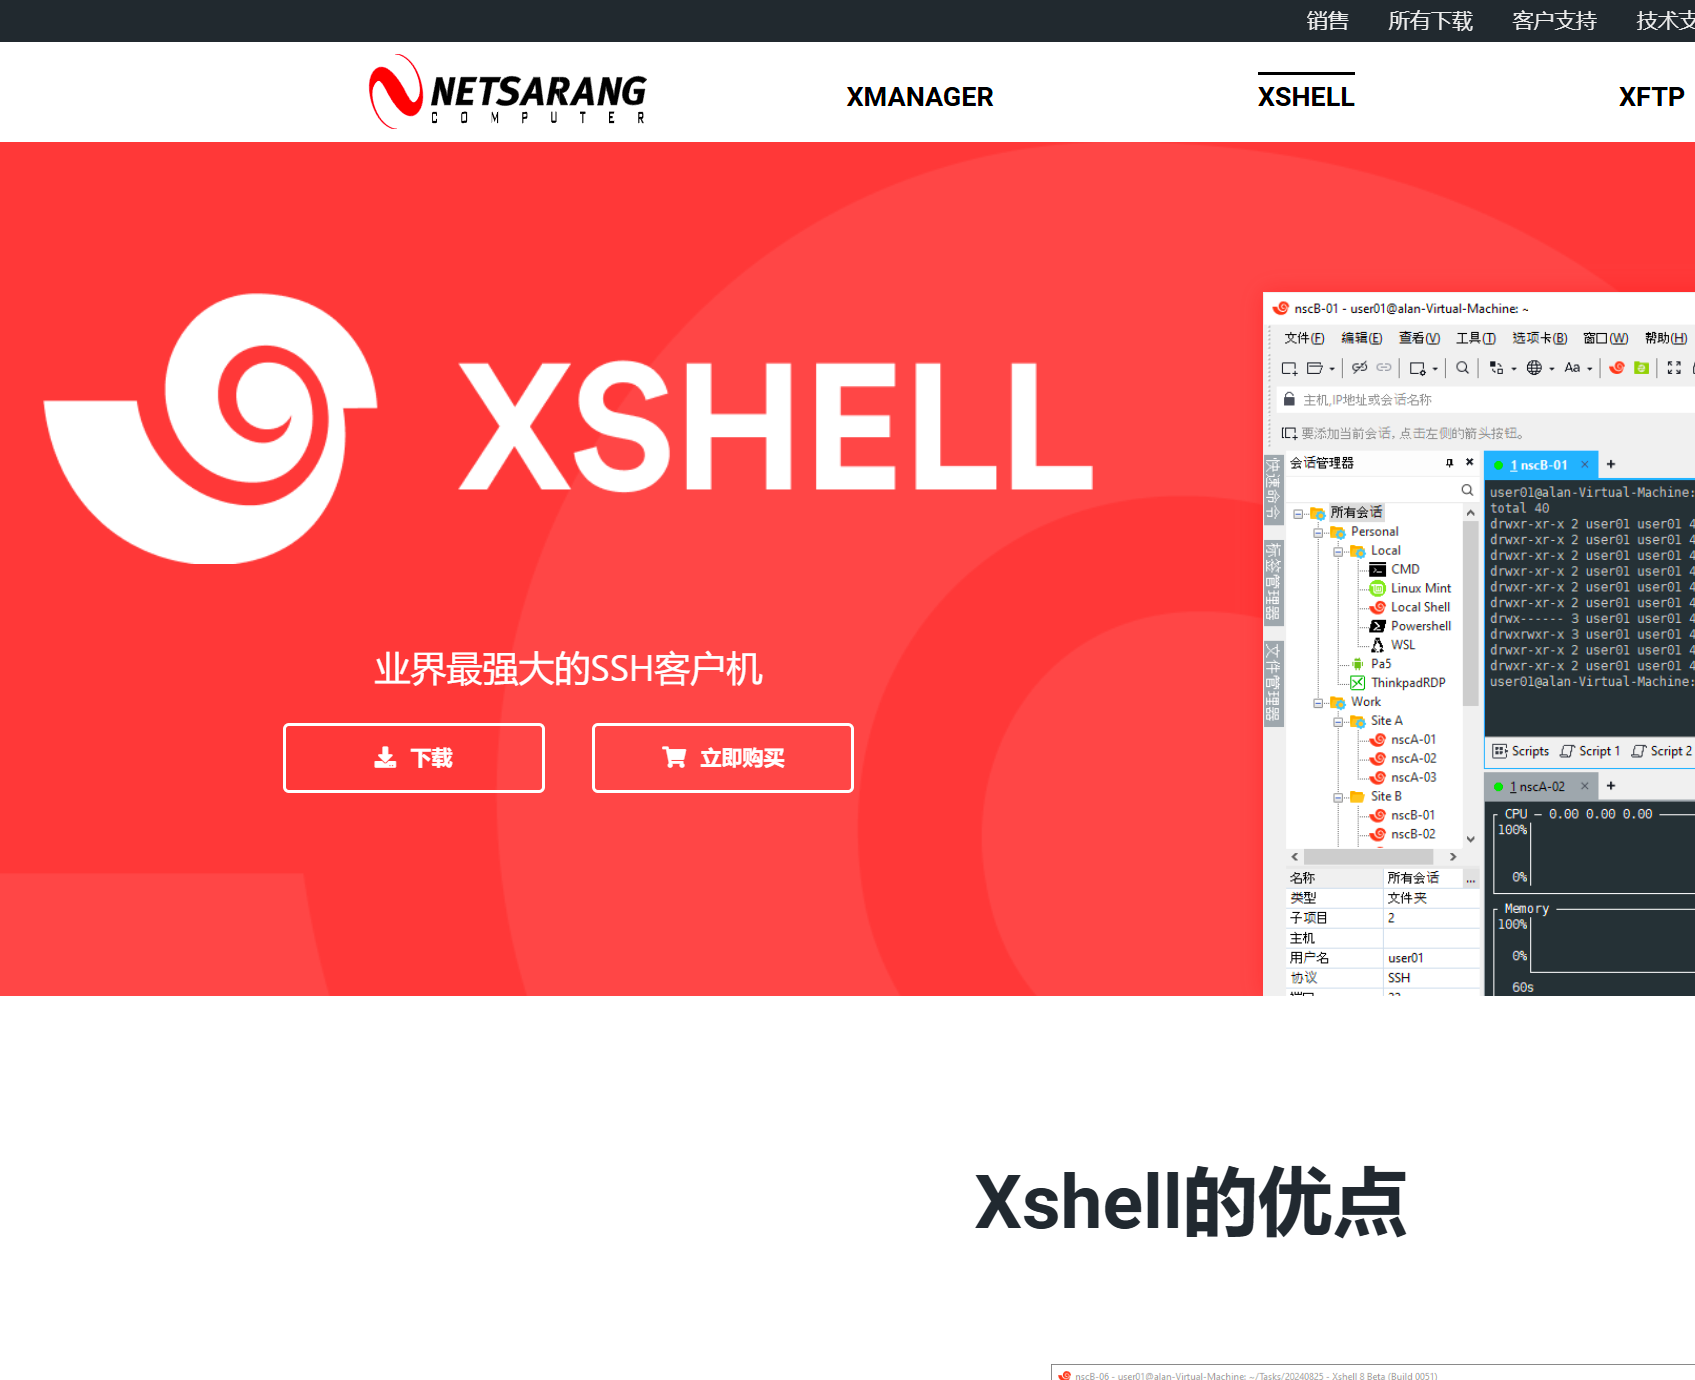 销售 所有下载 客户支持 技术支
NETSARANG
COMPUTER
XMANAGER XSHELL XFTP
XSHELL
业界最强大的SSH客户机
下载 立即购买
nscB-01 - user01@alan-Virtual-Machine: ~
文件(F) 编辑(E) 查看(V) 工具(T) 选项卡(B) 窗口(W) 帮助(H)
Aa
主机,IP地址或会话名称
要添加当前会话, 点击左侧的箭头按钮。
快速命令
标签管理器
文件管理器
会话管理器
所有会话
Personal
Local
CMD
Linux Mint
Local Shell
Powershell
WSL
Pa5
ThinkpadRDP
Work
Site A
nscA-01
nscA-02
nscA-03
Site B
nscB-01
nscB-02
名称 所有会话 ...
类型 文件夹
子项目 2
主机
用户名 user01
协议 SSH
1 nscB-01 × +
user01@alan-Virtual-Machine:
total 40
drwxr-xr-x 2 user01 user01 4
drwxr-xr-x 2 user01 user01 4
drwxr-xr-x 2 user01 user01 4
drwxr-xr-x 2 user01 user01 4
drwxr-xr-x 2 user01 user01 4
drwxr-xr-x 2 user01 user01 4
drwx------ 3 user01 user01 4
drwxrwxr-x 3 user01 user01 4
drwxr-xr-x 2 user01 user01 4
drwxr-xr-x 2 user01 user01 4
user01@alan-Virtual-Machine:
Scripts Script 1 Script 2
1 nscA-02 × +
CPU – 0.00 0.00 0.00
100%
0%
Memory
100%
0%
60s
Xshell的优点
nscB-06 - user01@alan-Virtual-Machine: ~/Tasks/20240825 - Xshell 8 Beta (Build 0051)